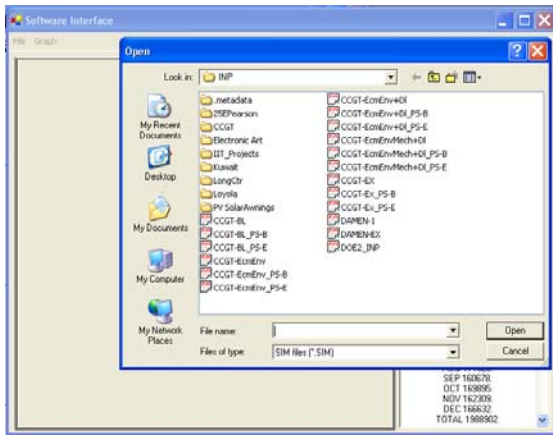 Software Interface
File Graph
Open
Look in: INP
My Recent Documents
Desktop
My Documents
My Computer
My Network Places
.metadata
25EPearson
CCGT
Electronic Art
IIT_Projects
Kuwait
LongCtr
Loyola
PV SolarAwnings
CCGT-BL
CCGT-BL_PS-B
CCGT-BL_PS-E
CCGT-EcmEnv
CCGT-EcmEnv_PS-B
CCGT-EcmEnv_PS-E
CCGT-EcmEnv+Dl
CCGT-EcmEnv+Dl_PS-B
CCGT-EcmEnv+Dl_PS-E
CCGT-EcmEnvMech+Dl
CCGT-EcmEnvMech+Dl_PS-B
CCGT-EcmEnvMech+Dl_PS-E
CCGT-EX
CCGT-Ex_PS-B
CCGT-Ex_PS-E
DAMEN-1
DAMEN-EX
DOE2_INP
File name:
Open
Files of type: SIM files (*.SIM)
Cancel
SEP 160678.
OCT 169895.
NOV 162309.
DEC 166632.
TOTAL 1988902.